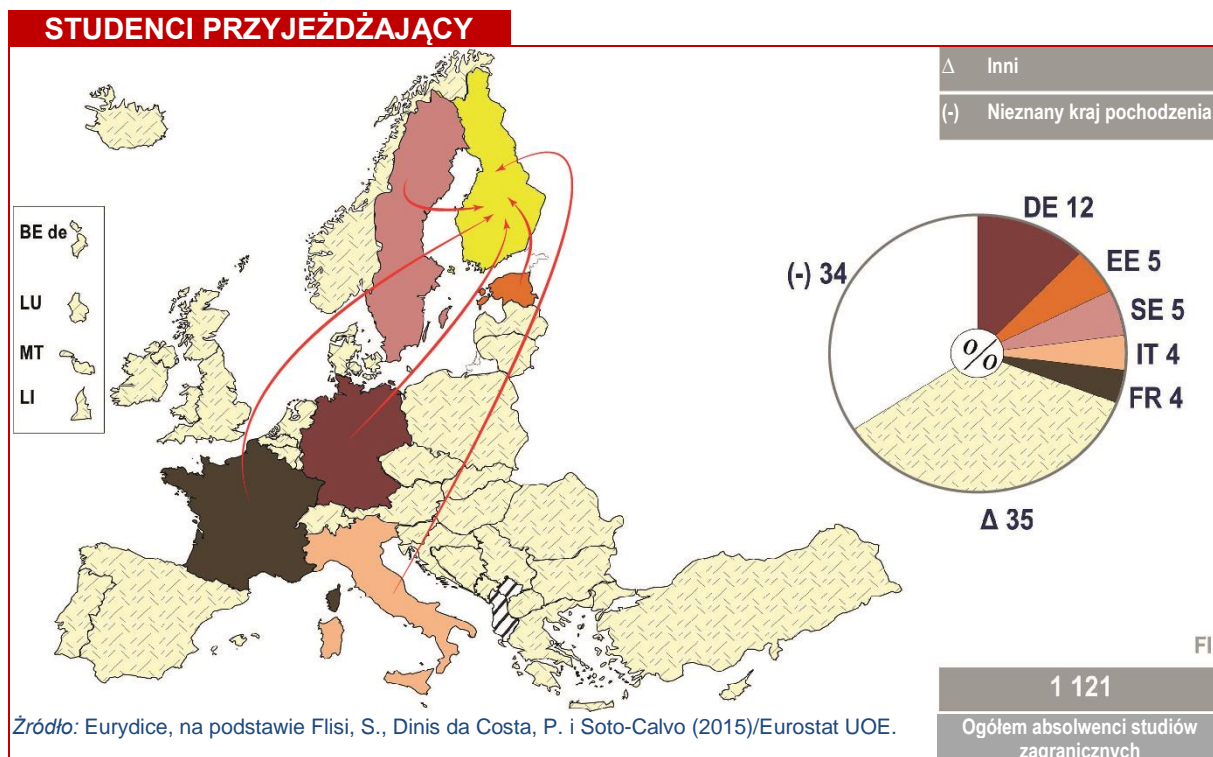 STUDENCI PRZYJEŻDŻAJĄCY
Δ Inni
(-) Nieznany kraj pochodzenia
BE de
LU
MT
LI
DE 12
EE 5
SE 5
IT 4
FR 4
Δ 35
(-) 34
%
FI
1 121
Ogółem absolwenci studiów
zagranicznych
Źródło: Eurydice, na podstawie Flisi, S., Dinis da Costa, P. i Soto-Calvo (2015)/Eurostat UOE.